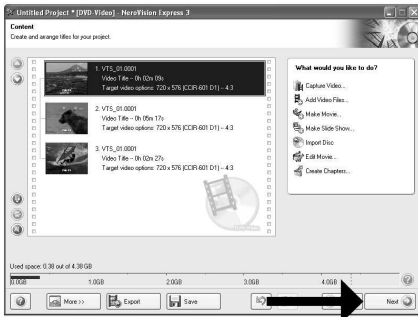 Untitled Project *[DVD-Video] - NeroVision Express 3
Content
Create and arrange titles for your project.
1. VTS_01.0001
Video Title – 0h 02m 09s
Target video options: 720 x 576 (CCIR-601 D1) – 4:3
2. VTS_01.0001
Video Title – 0h 05m 17s
Target video options: 720 x 576 (CCIR-601 D1) – 4:3
3. VTS_01.0001
Video Title – 0h 02m 27s
Target video options: 720 x 576 (CCIR-601 D1) – 4:3
What would you like to do?
Capture Video...
Add Video Files...
Make Movie...
Make Slide Show...
Import Disc
Edit Movie...
Create Chapters...
Used space: 0.38 out of 4.38 GB
0.0GB 1.0GB 2.0GB 3.0GB 4.0GB
More >> Export Save Next